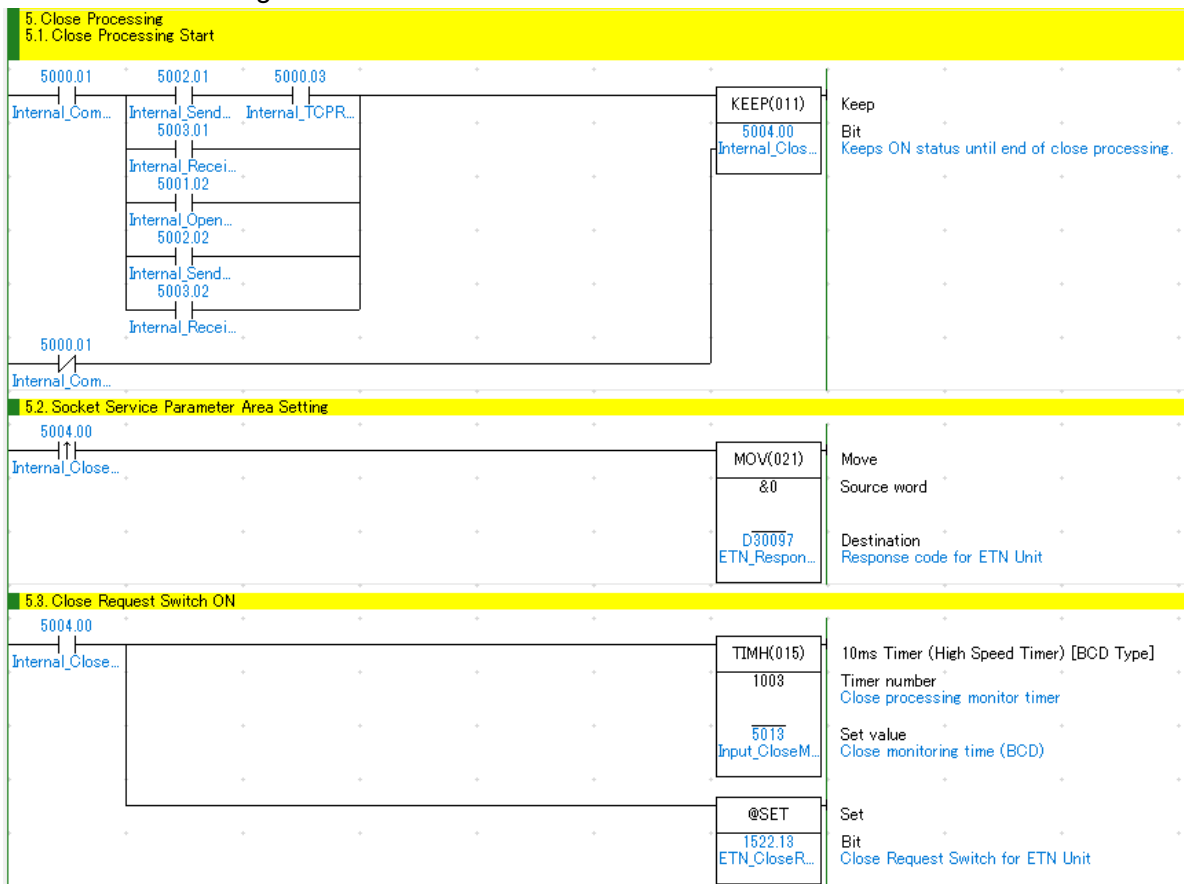 5. Close Processing
5.1. Close Processing Start
5000.01 5002.01 5000.03
Internal_Com... Internal_Send... Internal_TCPR...
KEEP(011) Keep
5003.01
5004.00 Bit
Internal_Clos... Keeps ON status until end of close processing.
Internal_Recei...
5001.02
Internal_Open...
5002.02
Internal_Send...
5003.02
Internal_Recei...
5000.01
Internal_Com...
5.2. Socket Service Parameter Area Setting
5004.00
Internal_Close...
MOV(021) Move
&0 Source word
D30097 Destination
ETN_Respon... Response code for ETN Unit
5.3. Close Request Switch ON
5004.00
Internal_Close...
TIMH(015) 10ms Timer (High Speed Timer) [BCD Type]
1003 Timer number
Close processing monitor timer
5013 Set value
Input_CloseM... Close monitoring time (BCD)
@SET Set
1522.13 Bit
ETN_CloseR... Close Request Switch for ETN Unit